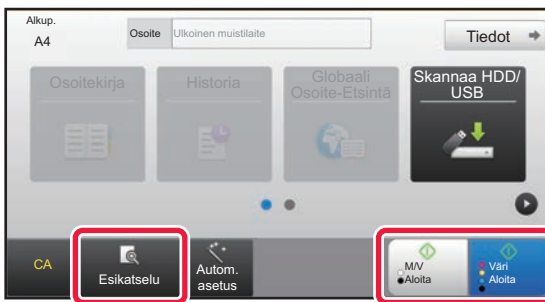 Alkup.
A4
Osoite Ulkoinen muistilaite
Tiedot
Osoitekirja
Historia
Globaali
Osoite-Etsintä
Skannaa HDD/
USB
CA
Esikatselu
Autom.
asetus
M/V
Aloita
Väri
Aloita